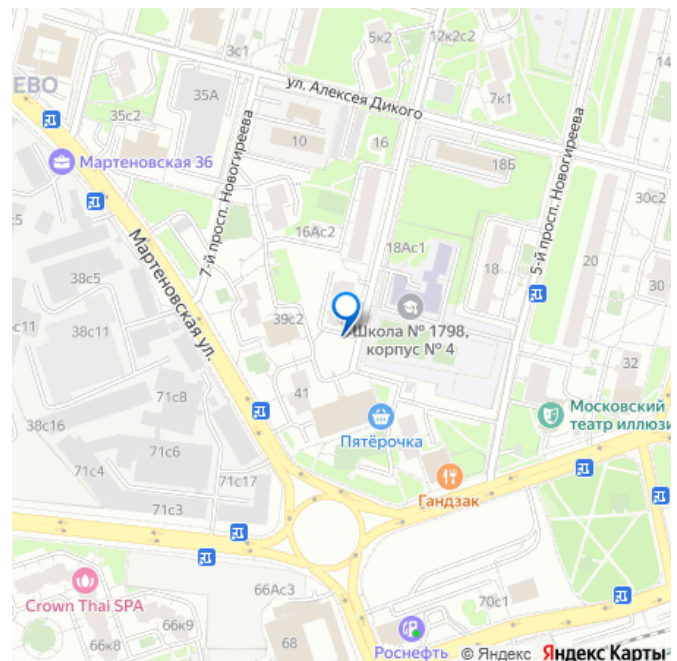 5к2
12к2с2
3с1
ЕВО
35А
ул. Алексея Дикого
7к1
14
35с2
10
16
18Б
Мартеновская 36
7-й просп. Новогиреева
5-й просп. Новогиреева
30с2
16Ас2
18Ас1
Мартеновская ул.
18
20
30
38с5
39с2
Школа № 1798,
корпус № 4
с11
38с11
32
41
71с8
Московский
театр иллюзи
38с16
Пятёрочка
71с6
71с4
71с17
Гандзак
71с3
66Ас3
Crown Thai SPA
70с1
66к9
66к8
68
Роснефть
© Яндекс Яндекс Карты